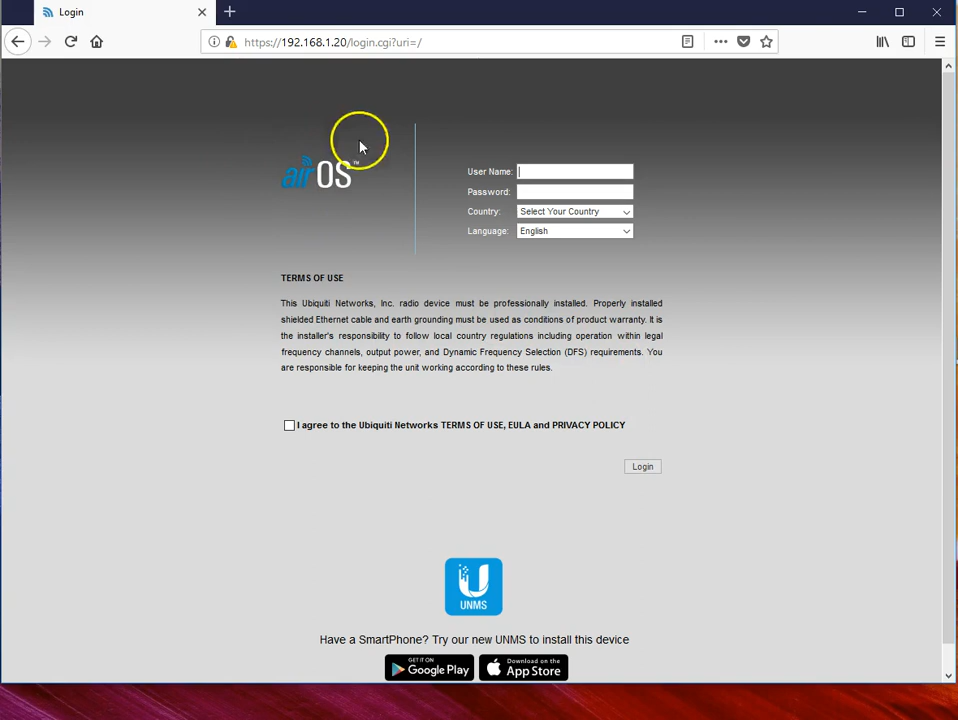 Login
https://192.168.1.20/login.cgi?uri=/
airOS™
User Name:
Password:
Country: Select Your Country
Language: English
TERMS OF USE
This Ubiquiti Networks, Inc. radio device must be professionally installed. Properly installed
shielded Ethernet cable and earth grounding must be used as conditions of product warranty. It is
the installer's responsibility to follow local country regulations including operation within legal
frequency channels, output power, and Dynamic Frequency Selection (DFS) requirements. You
are responsible for keeping the unit working according to these rules.
I agree to the Ubiquiti Networks TERMS OF USE, EULA and PRIVACY POLICY
Login
U
UNMS
Have a SmartPhone? Try our new UNMS to install this device
GET IT ON
Google Play
Download on the
App Store